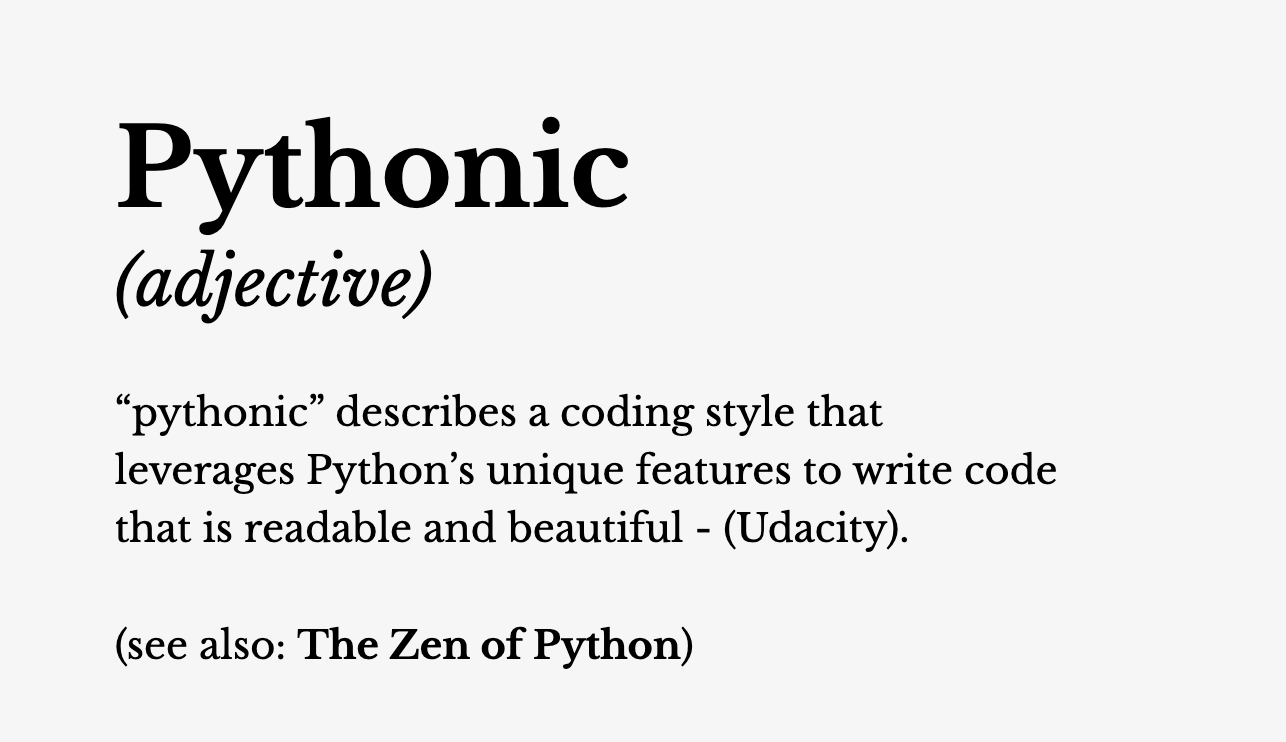 Pythonic
(adjective)
“pythonic” describes a coding style that
leverages Python’s unique features to write code
that is readable and beautiful - (Udacity).
(see also: The Zen of Python)